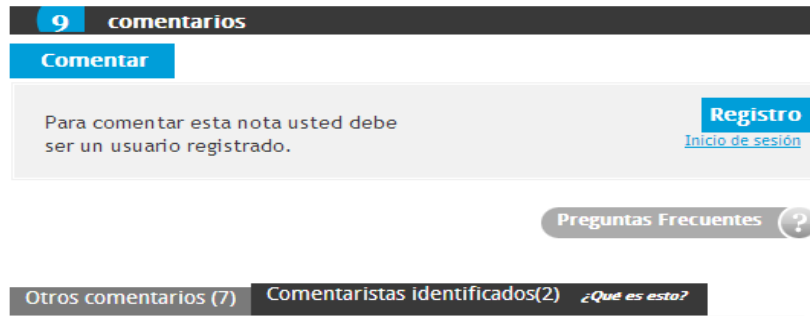 9 comentarios
Comentar
Para comentar esta nota usted debe
ser un usuario registrado.
Registro
Inicio de sesión
Preguntas Frecuentes ?
Otros comentarios (7) Comentaristas identificados(2) ¿Qué es esto?